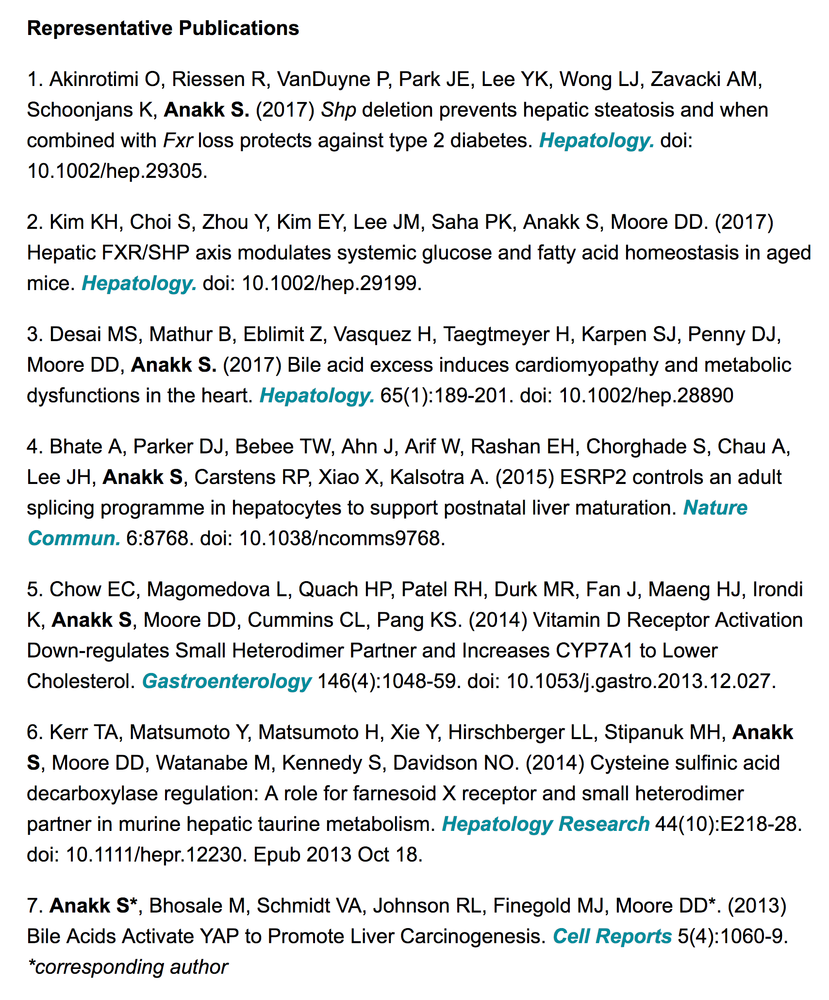 Representative Publications
1. Akinrotimi O, Riessen R, VanDuyne P, Park JE, Lee YK, Wong LJ, Zavacki AM,
Schoonjans K, Anakk S. (2017) Shp deletion prevents hepatic steatosis and when
combined with Fxr loss protects against type 2 diabetes. Hepatology. doi:
10.1002/hep.29305.
2. Kim KH, Choi S, Zhou Y, Kim EY, Lee JM, Saha PK, Anakk S, Moore DD. (2017)
Hepatic FXR/SHP axis modulates systemic glucose and fatty acid homeostasis in aged
mice. Hepatology. doi: 10.1002/hep.29199.
3. Desai MS, Mathur B, Eblimit Z, Vasquez H, Taegtmeyer H, Karpen SJ, Penny DJ,
Moore DD, Anakk S. (2017) Bile acid excess induces cardiomyopathy and metabolic
dysfunctions in the heart. Hepatology. 65(1):189-201. doi: 10.1002/hep.28890
4. Bhate A, Parker DJ, Bebee TW, Ahn J, Arif W, Rashan EH, Chorghade S, Chau A,
Lee JH, Anakk S, Carstens RP, Xiao X, Kalsotra A. (2015) ESRP2 controls an adult
splicing programme in hepatocytes to support postnatal liver maturation. Nature
Commun. 6:8768. doi: 10.1038/ncomms9768.
5. Chow EC, Magomedova L, Quach HP, Patel RH, Durk MR, Fan J, Maeng HJ, Irondi
K, Anakk S, Moore DD, Cummins CL, Pang KS. (2014) Vitamin D Receptor Activation
Down-regulates Small Heterodimer Partner and Increases CYP7A1 to Lower
Cholesterol. Gastroenterology 146(4):1048-59. doi: 10.1053/j.gastro.2013.12.027.
6. Kerr TA, Matsumoto Y, Matsumoto H, Xie Y, Hirschberger LL, Stipanuk MH, Anakk
S, Moore DD, Watanabe M, Kennedy S, Davidson NO. (2014) Cysteine sulfinic acid
decarboxylase regulation: A role for farnesoid X receptor and small heterodimer
partner in murine hepatic taurine metabolism. Hepatology Research 44(10):E218-28.
doi: 10.1111/hepr.12230. Epub 2013 Oct 18.
7. Anakk S*, Bhosale M, Schmidt VA, Johnson RL, Finegold MJ, Moore DD*. (2013)
Bile Acids Activate YAP to Promote Liver Carcinogenesis. Cell Reports 5(4):1060-9.
*corresponding author